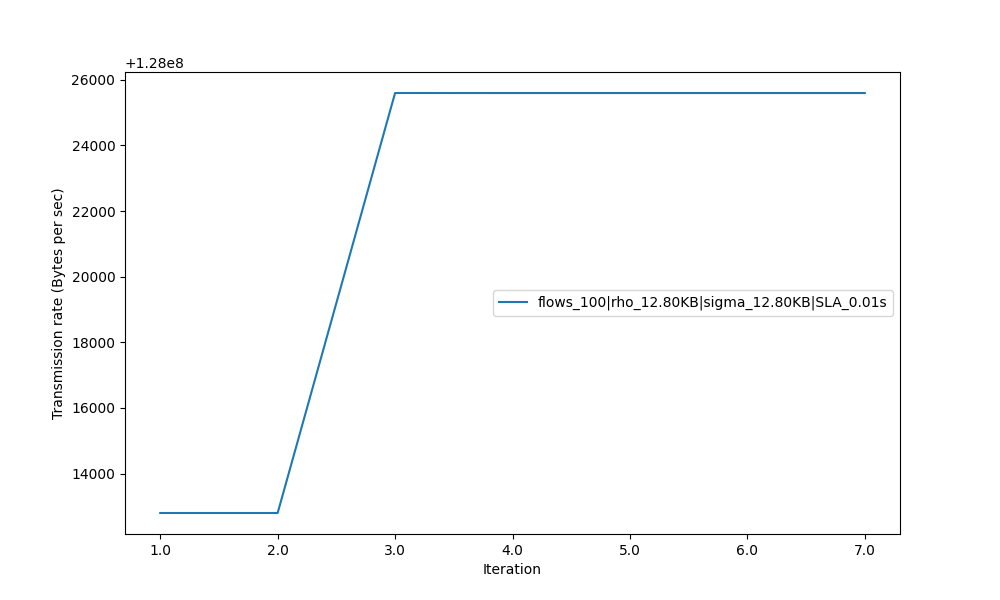 +1.28e8
26000
24000
22000
20000
18000
16000
14000
Transmission rate (Bytes per sec)
flows_100|rho_12.80KB|sigma_12.80KB|SLA_0.01s
1.0 2.0 3.0 4.0 5.0 6.0 7.0
Iteration